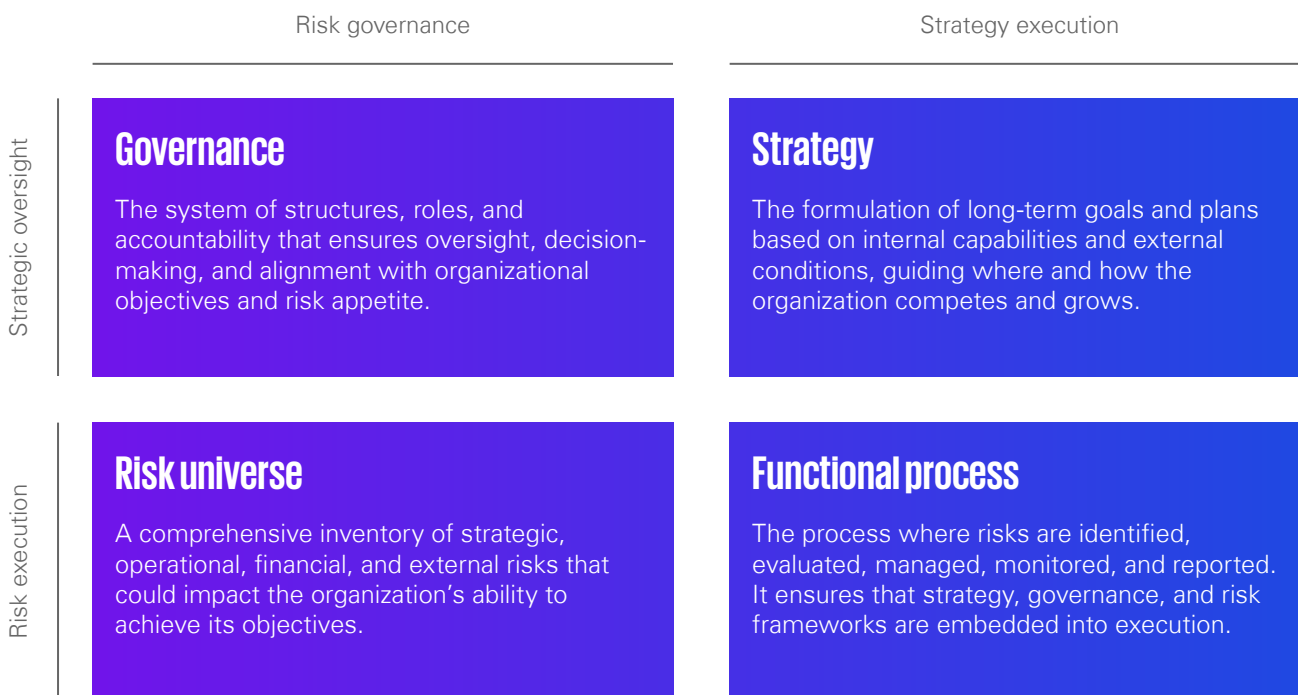 Risk governance
Strategy execution
Strategic oversight
Governance
The system of structures, roles, and
accountability that ensures oversight, decision-
making, and alignment with organizational
objectives and risk appetite.
Strategy
The formulation of long-term goals and plans
based on internal capabilities and external
conditions, guiding where and how the
organization competes and grows.
Risk execution
Risk universe
A comprehensive inventory of strategic,
operational, financial, and external risks that
could impact the organization’s ability to
achieve its objectives.
Functional process
The process where risks are identified,
evaluated, managed, monitored, and reported.
It ensures that strategy, governance, and risk
frameworks are embedded into execution.